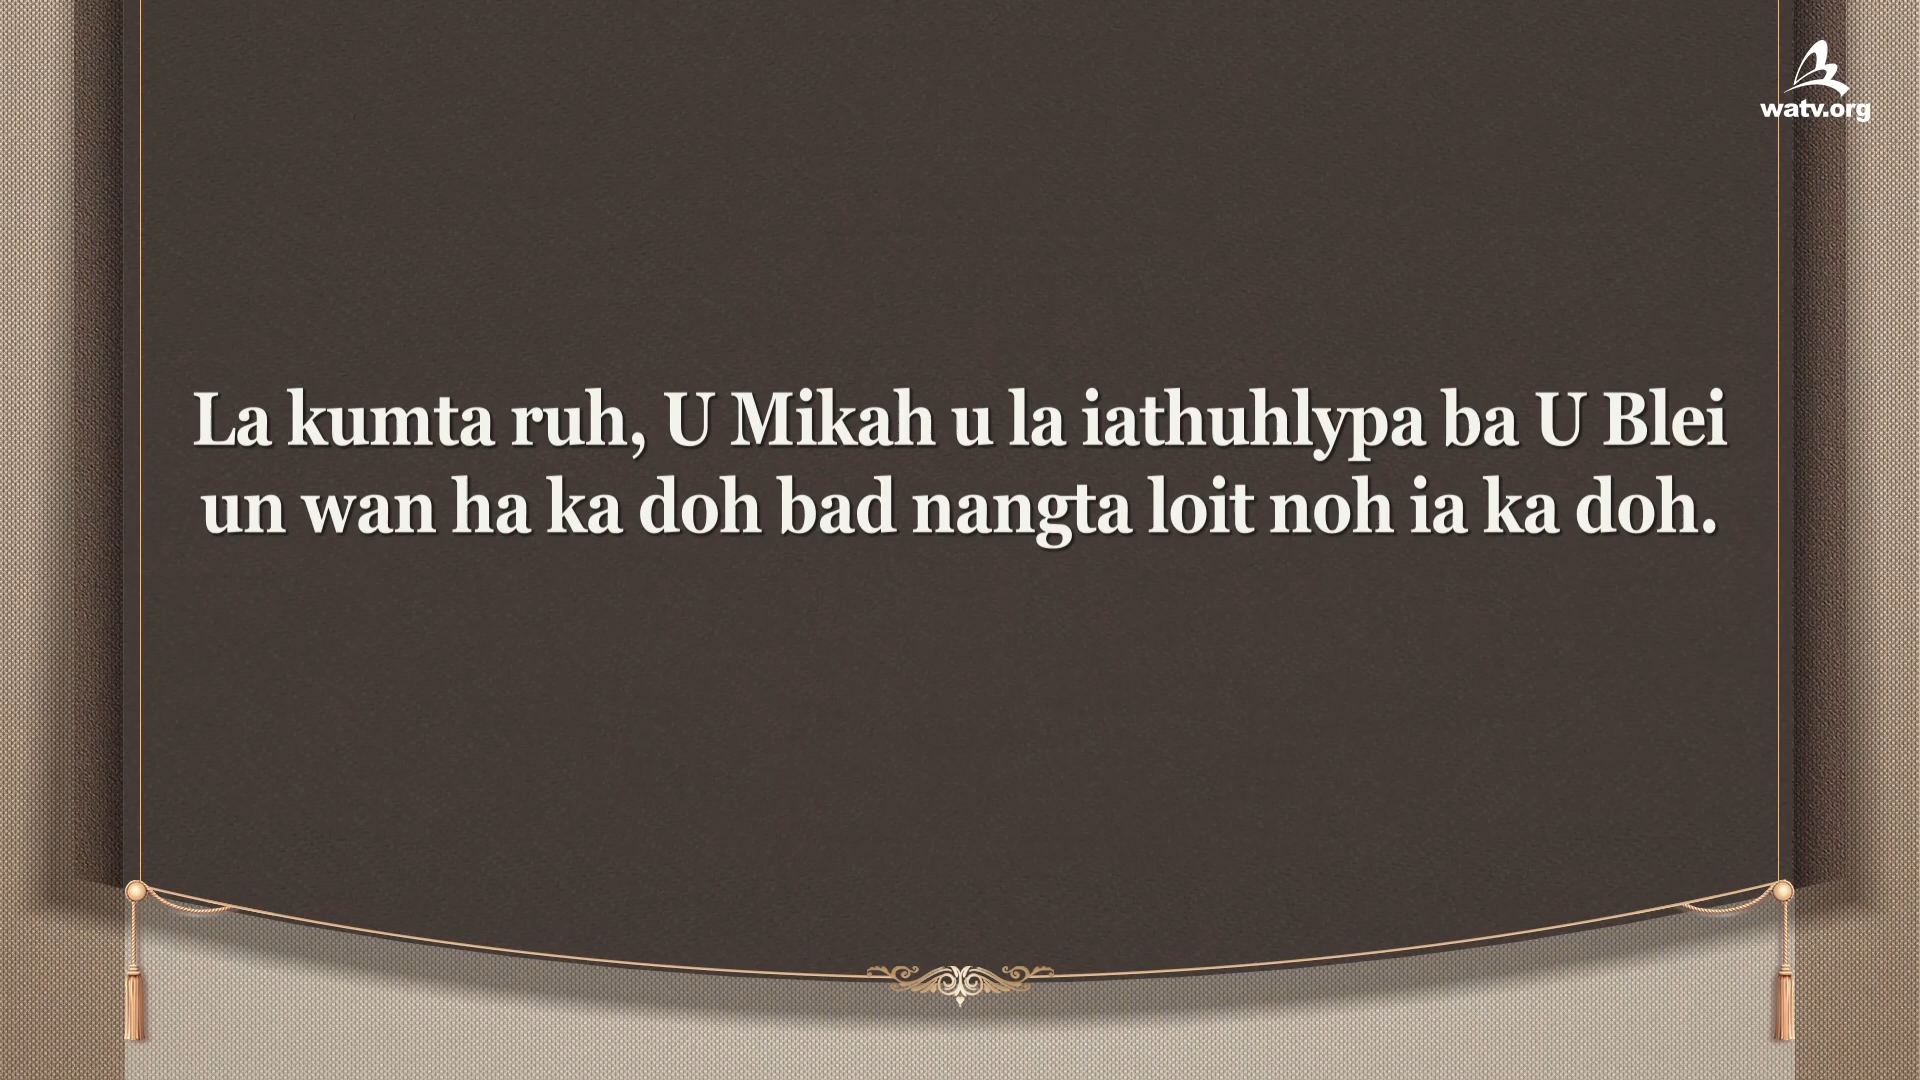 watv.org
La kumta ruh, U Mikah u la iathuhlypa ba U Blei
un wan ha ka doh bad nangta loit noh ia ka doh.